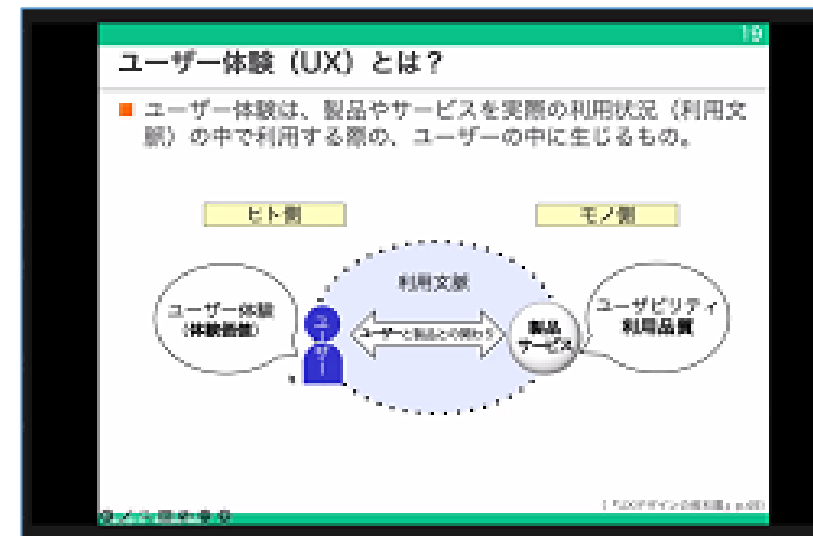 19
ユーザー体験（UX）とは？
■ ユーザー体験は、製品やサービスを実際の利用状況（利用文
脈）の中で利用する際の、ユーザーの中に生じるもの。
ヒト側
モノ側
利用文脈
ユーザー体験
（体験価値）
ユーザー
ユーザーと製品との関わり
製品
サービス
ユーザビリティ
利用品質